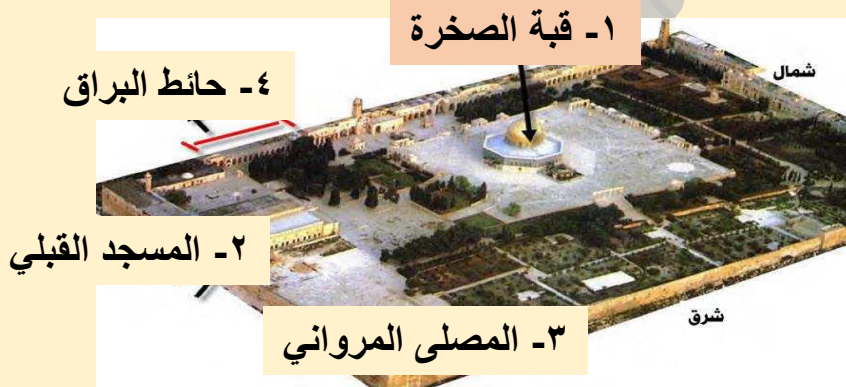 ١- قبة الصخرة
شمال
٤- حائط البراق
٢- المسجد القبلي
شرق
٣- المصلى المرواني